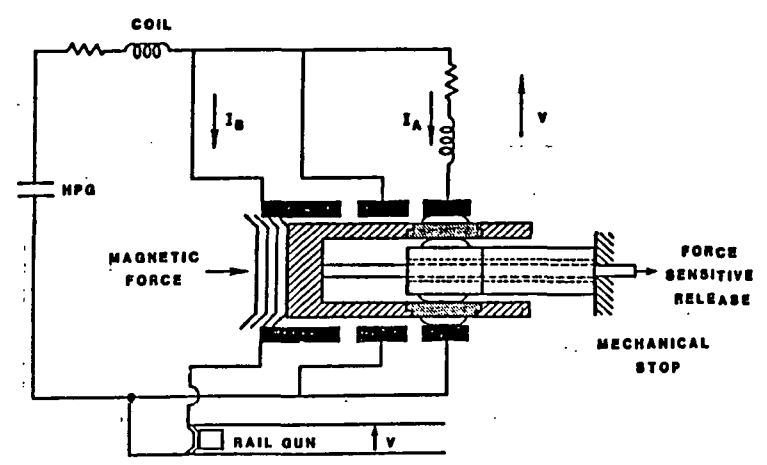 COIL
I_B
I_A
V
HPG
MAGNETIC
FORCE
FORCE
SENSITIVE
RELEASE
MECHANICAL
STOP
RAIL GUN
V